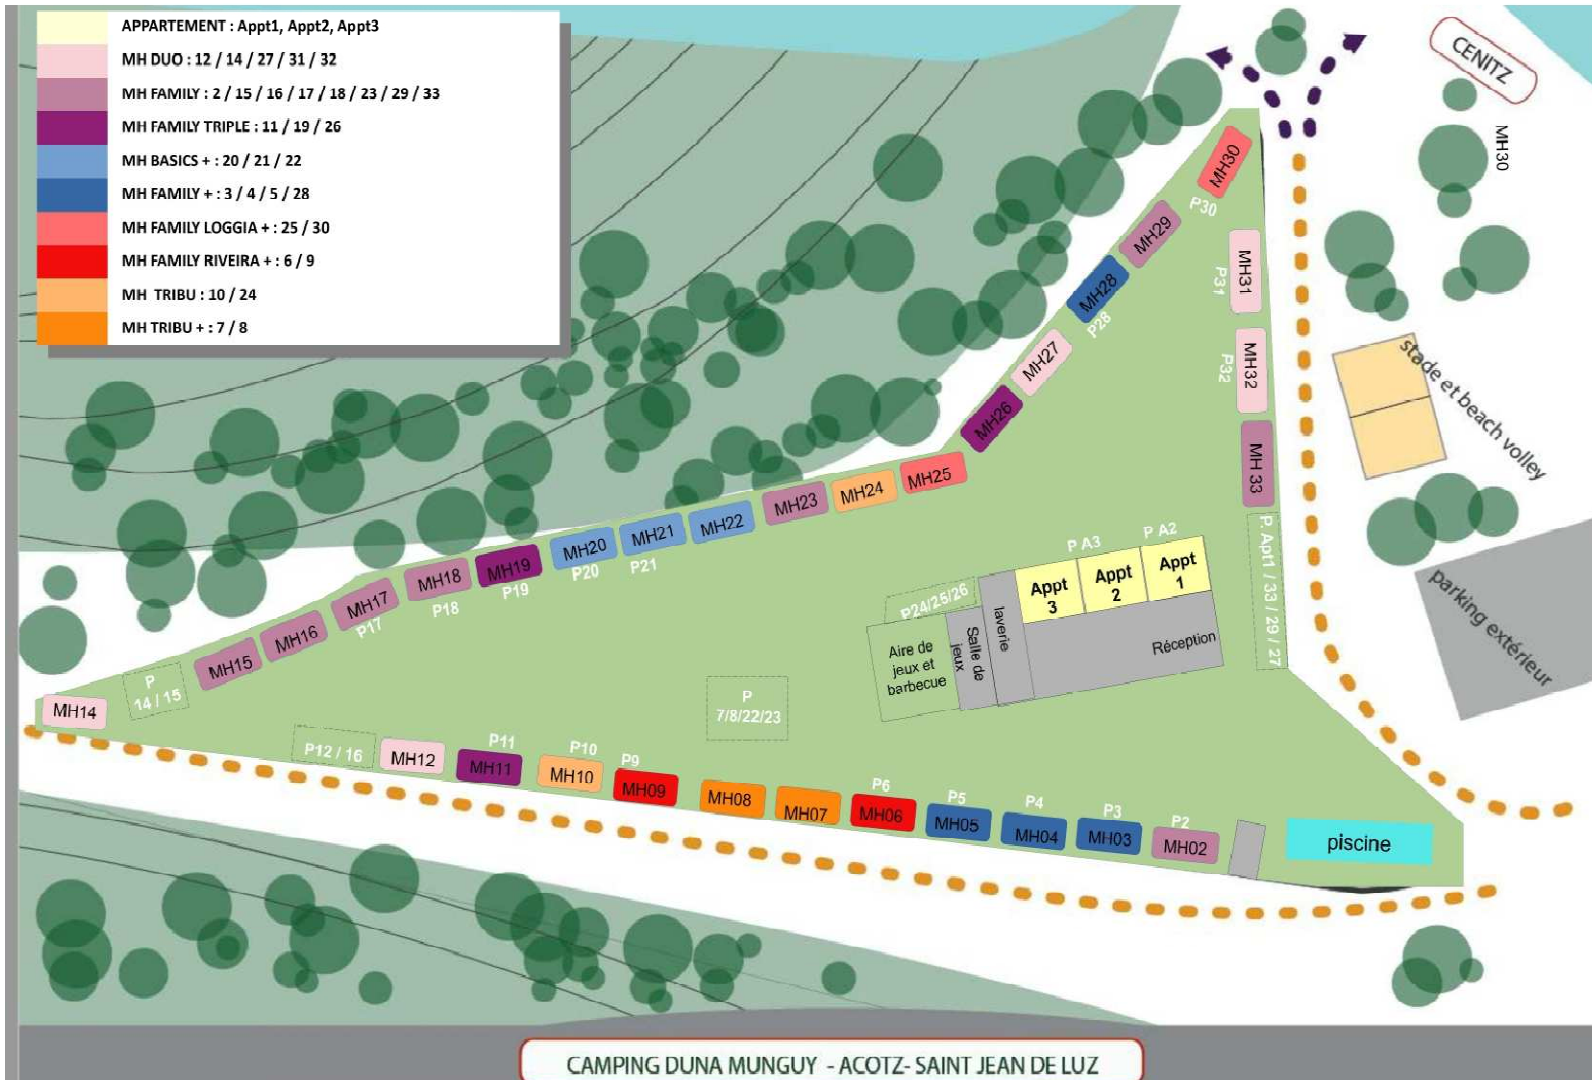 APPARTEMENT : Appt1, Appt2, Appt3
MH DUO : 12 / 14 / 27 / 31 / 32
MH FAMILY : 2 / 15 / 16 / 17 / 18 / 23 / 29 / 33
MH FAMILY TRIPLE : 11 / 19 / 26
MH BASICS + : 20 / 21 / 22
MH FAMILY + : 3 / 4 / 5 / 28
MH FAMILY LOGGIA + : 25 / 30
MH FAMILY RIVEIRA + : 6 / 9
MH TRIBU : 10 / 24
MH TRIBU + : 7 / 8
CENITZ
MH30
MH30
P30
MH29
MH28
P28
MH27
MH26
MH31
P31
MH32
P32
MH 33
stade et beach volley
parking extérieur
P. Apt1 / 33 / 29 / 27
MH25
MH24
MH23
MH22
MH21
P21
MH20
P20
MH19
P19
MH18
P18
MH17
P17
MH16
MH15
P
14 / 15
MH14
P A3
P A2
Appt
3
Appt
2
Appt
1
P24/25/26
laverie
Salle de
jeux
Aire de
jeux et
barbecue
Réception
P
7/8/22/23
P12 / 16
MH12
P11
MH11
P10
MH10
P9
MH09
MH08
MH07
P6
MH06
P5
MH05
P4
MH04
P3
MH03
P2
MH02
piscine
CAMPING DUNA MUNGUY - ACOTZ- SAINT JEAN DE LUZ